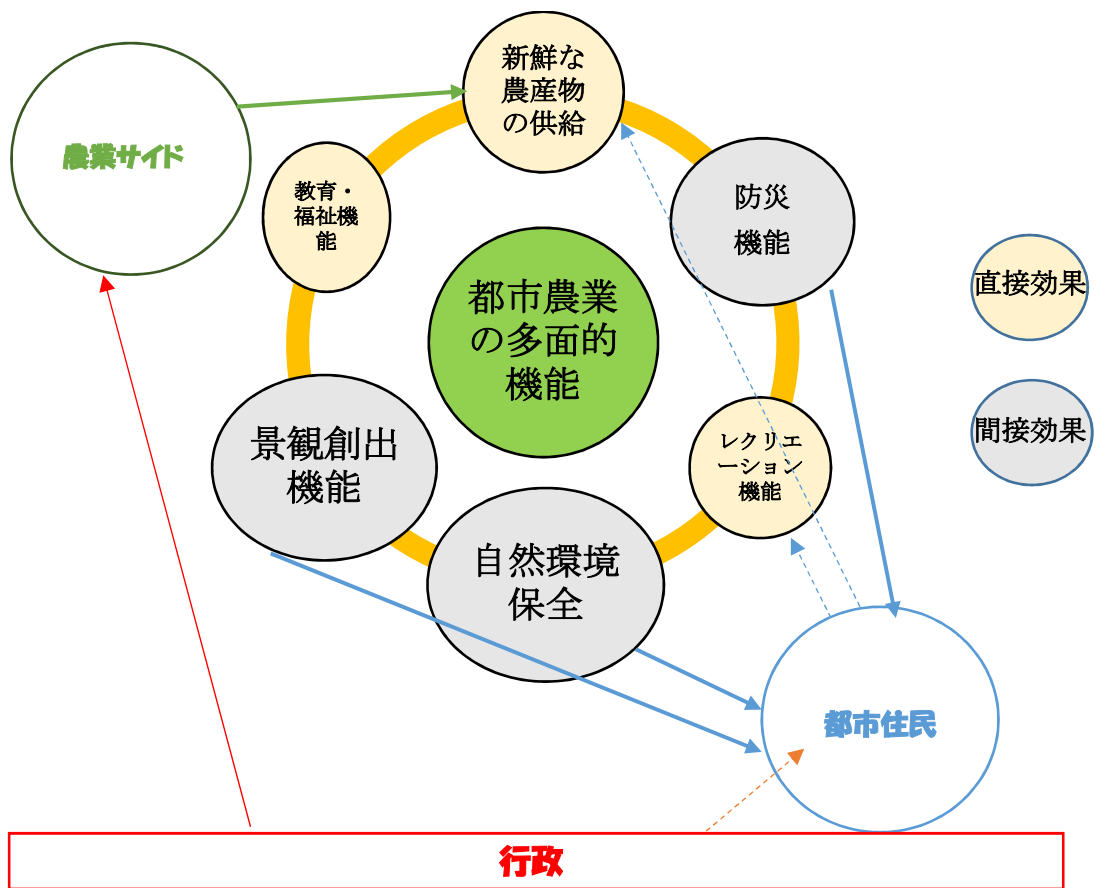 新鮮な
農産物
の供給
農業サイド
教育・
福祉機
能
防災
機能
都市農業
の多面的
機能
直接効果
間接効果
景観創出
機能
レクリエ
ーション
機能
自然環境
保全
都市住民
行政